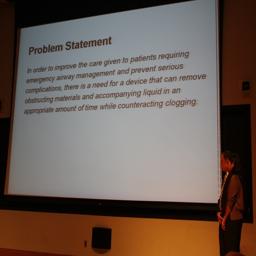 Problem Statement
In order to improve the care given to patients requiring
emergency airway management and prevent serious
complications, there is a need for a device that can remove
obstructing materials and accompanying liquid in an
appropriate amount of time while counteracting clogging.